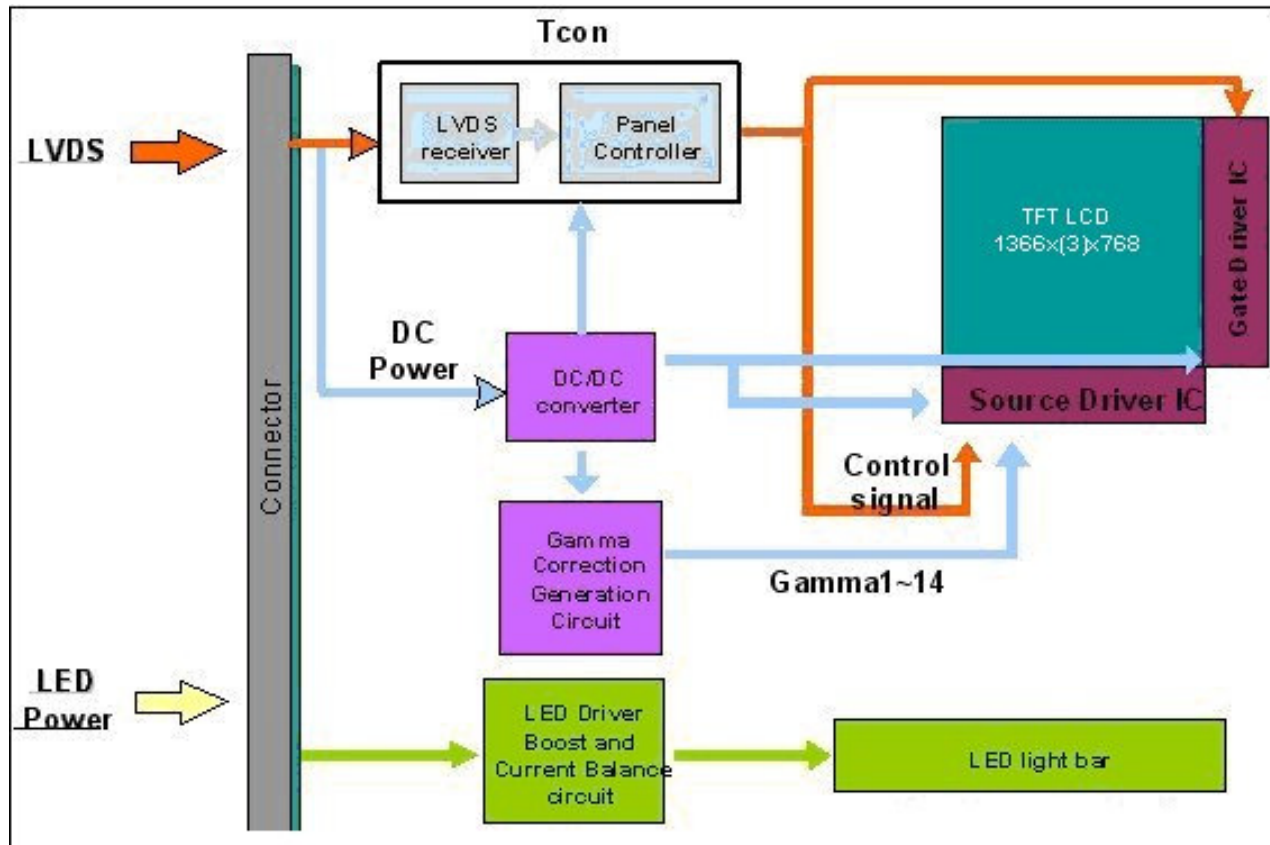 Tcon
LVDS
LVDS
receiver
Panel
Controller
TFT LCD
1366x(3)x768
Gate Driver IC
DC
Power
DC/DC
converter
Source Driver IC
Connector
Control
signal
Gamma
Correction
Generation
Circuit
Gamma1~14
LED
Power
LED Driver
Boost and
Current Balance
circuit
LED light bar